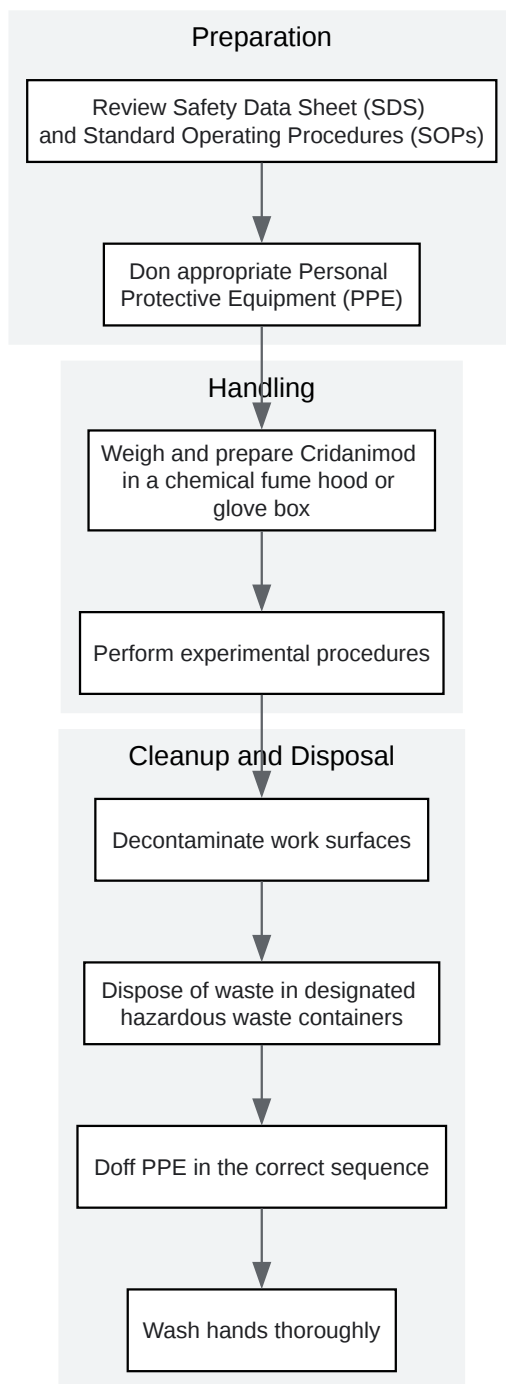 Preparation
Review Safety Data Sheet (SDS)
and Standard Operating Procedures (SOPs)
Don appropriate Personal
Protective Equipment (PPE)
Handling
Weigh and prepare Cridanimod
in a chemical fume hood or
glove box
Perform experimental procedures
Cleanup and Disposal
Decontaminate work surfaces
Dispose of waste in designated
hazardous waste containers
Doff PPE in the correct sequence
Wash hands thoroughly